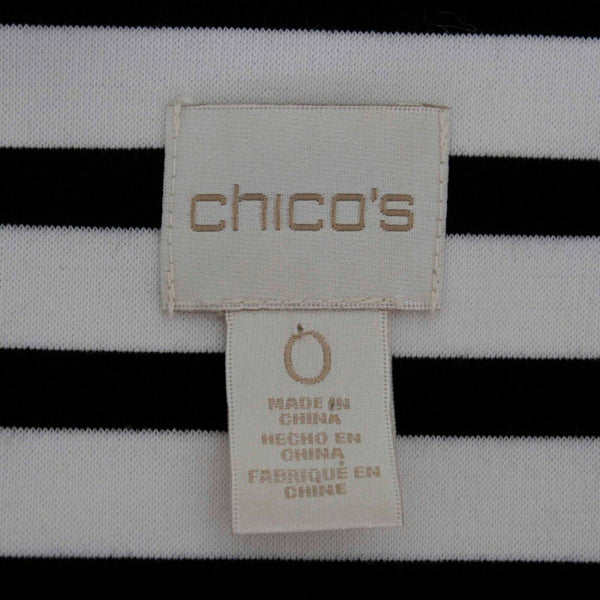 chico's
0
MADE IN
CHINA
HECHO EN
CHINA
FABRIQUÉ EN
CHINE